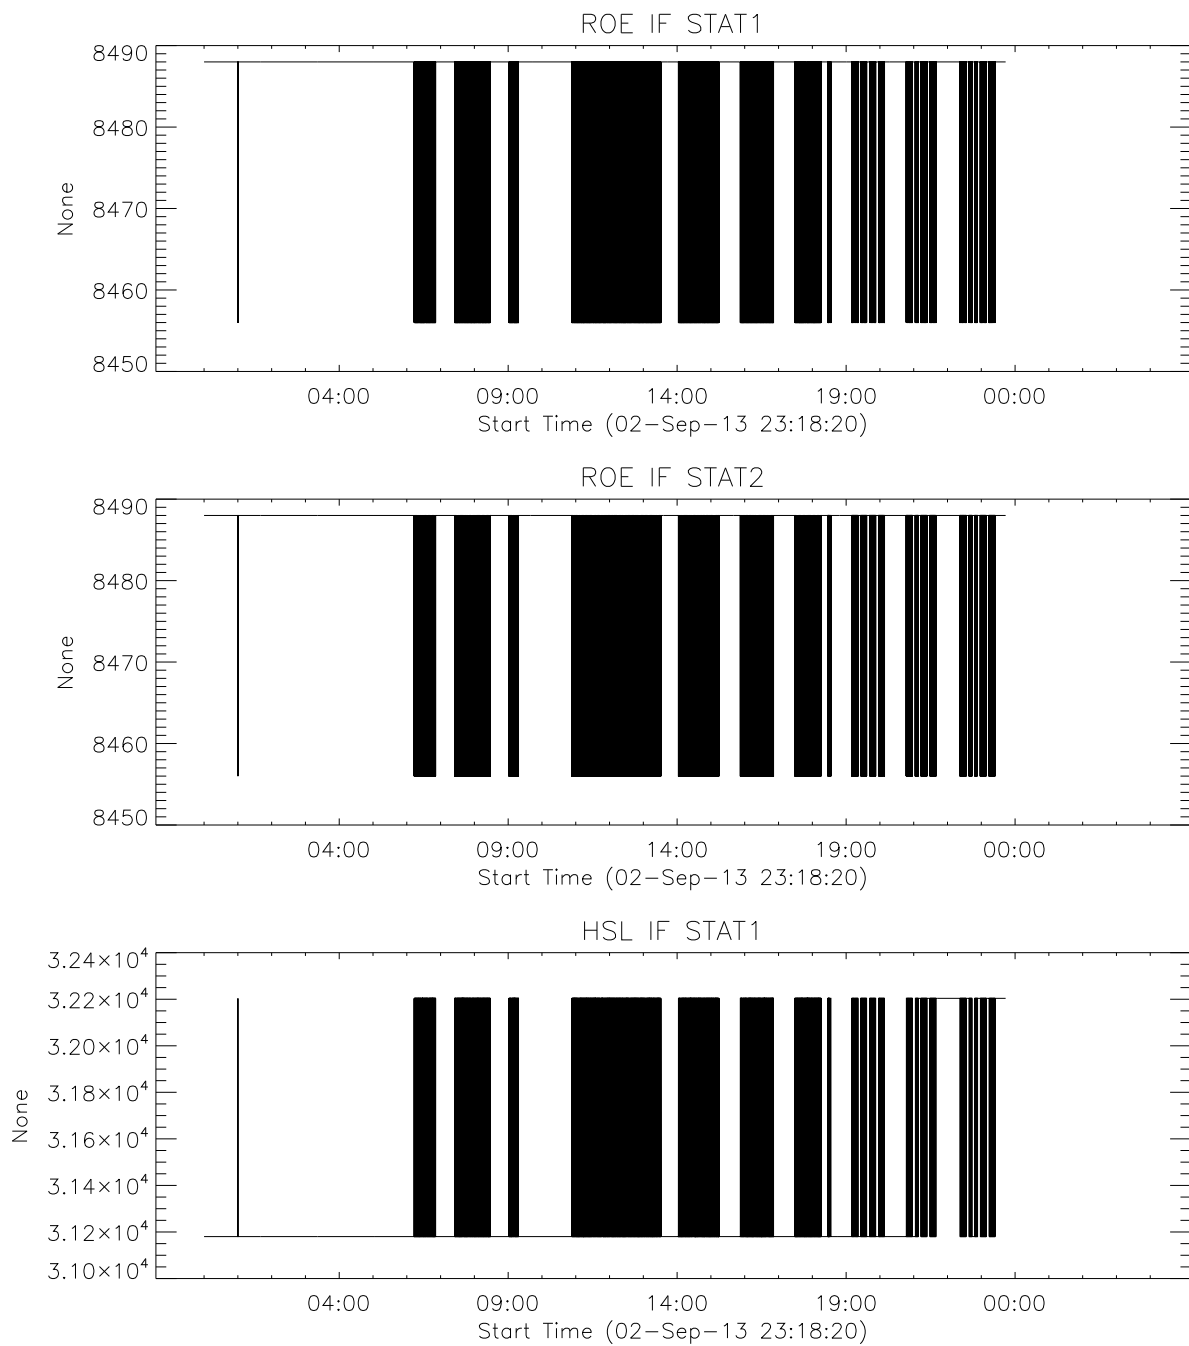 ROE IF STAT1
8490
8480
8470
8460
8450
None
04:00 09:00 14:00 19:00 00:00
Start Time (02-Sep-13 23:18:20)
ROE IF STAT2
8490
8480
8470
8460
8450
None
04:00 09:00 14:00 19:00 00:00
Start Time (02-Sep-13 23:18:20)
HSL IF STAT1
3.24×10⁴
3.22×10⁴
3.20×10⁴
3.18×10⁴
3.16×10⁴
3.14×10⁴
3.12×10⁴
3.10×10⁴
None
04:00 09:00 14:00 19:00 00:00
Start Time (02-Sep-13 23:18:20)